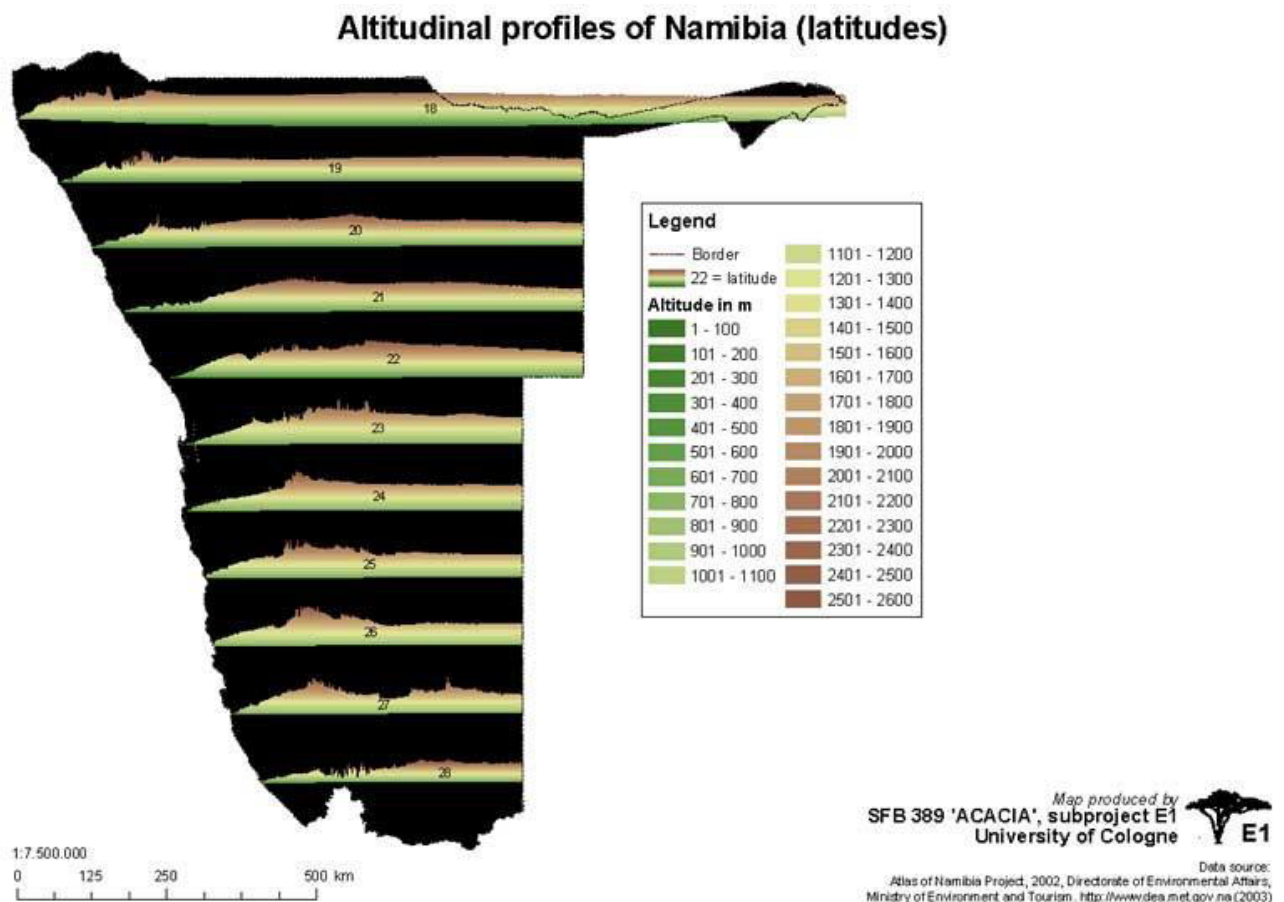 Altitudinal profiles of Namibia (latitudes)
18
19
20
21
22
23
24
25
26
27
28
Legend
Border
22 = latitude
Altitude in m
1 - 100
101 - 200
201 - 300
301 - 400
401 - 500
501 - 600
601 - 700
701 - 800
801 - 900
901 - 1000
1001 - 1100
1101 - 1200
1201 - 1300
1301 - 1400
1401 - 1500
1501 - 1600
1601 - 1700
1701 - 1800
1801 - 1900
1901 - 2000
2001 - 2100
2101 - 2200
2201 - 2300
2301 - 2400
2401 - 2500
2501 - 2600
1:7.500.000
0 125 250 500 km
Map produced by
SFB 389 'ACACIA', subproject E1
University of Cologne
E1
Data source:
Atlas of Namibia Project, 2002, Directorate of Environmental Affairs,
Ministry of Environment and Tourism. http://www.dea.met.gov.na (2003)